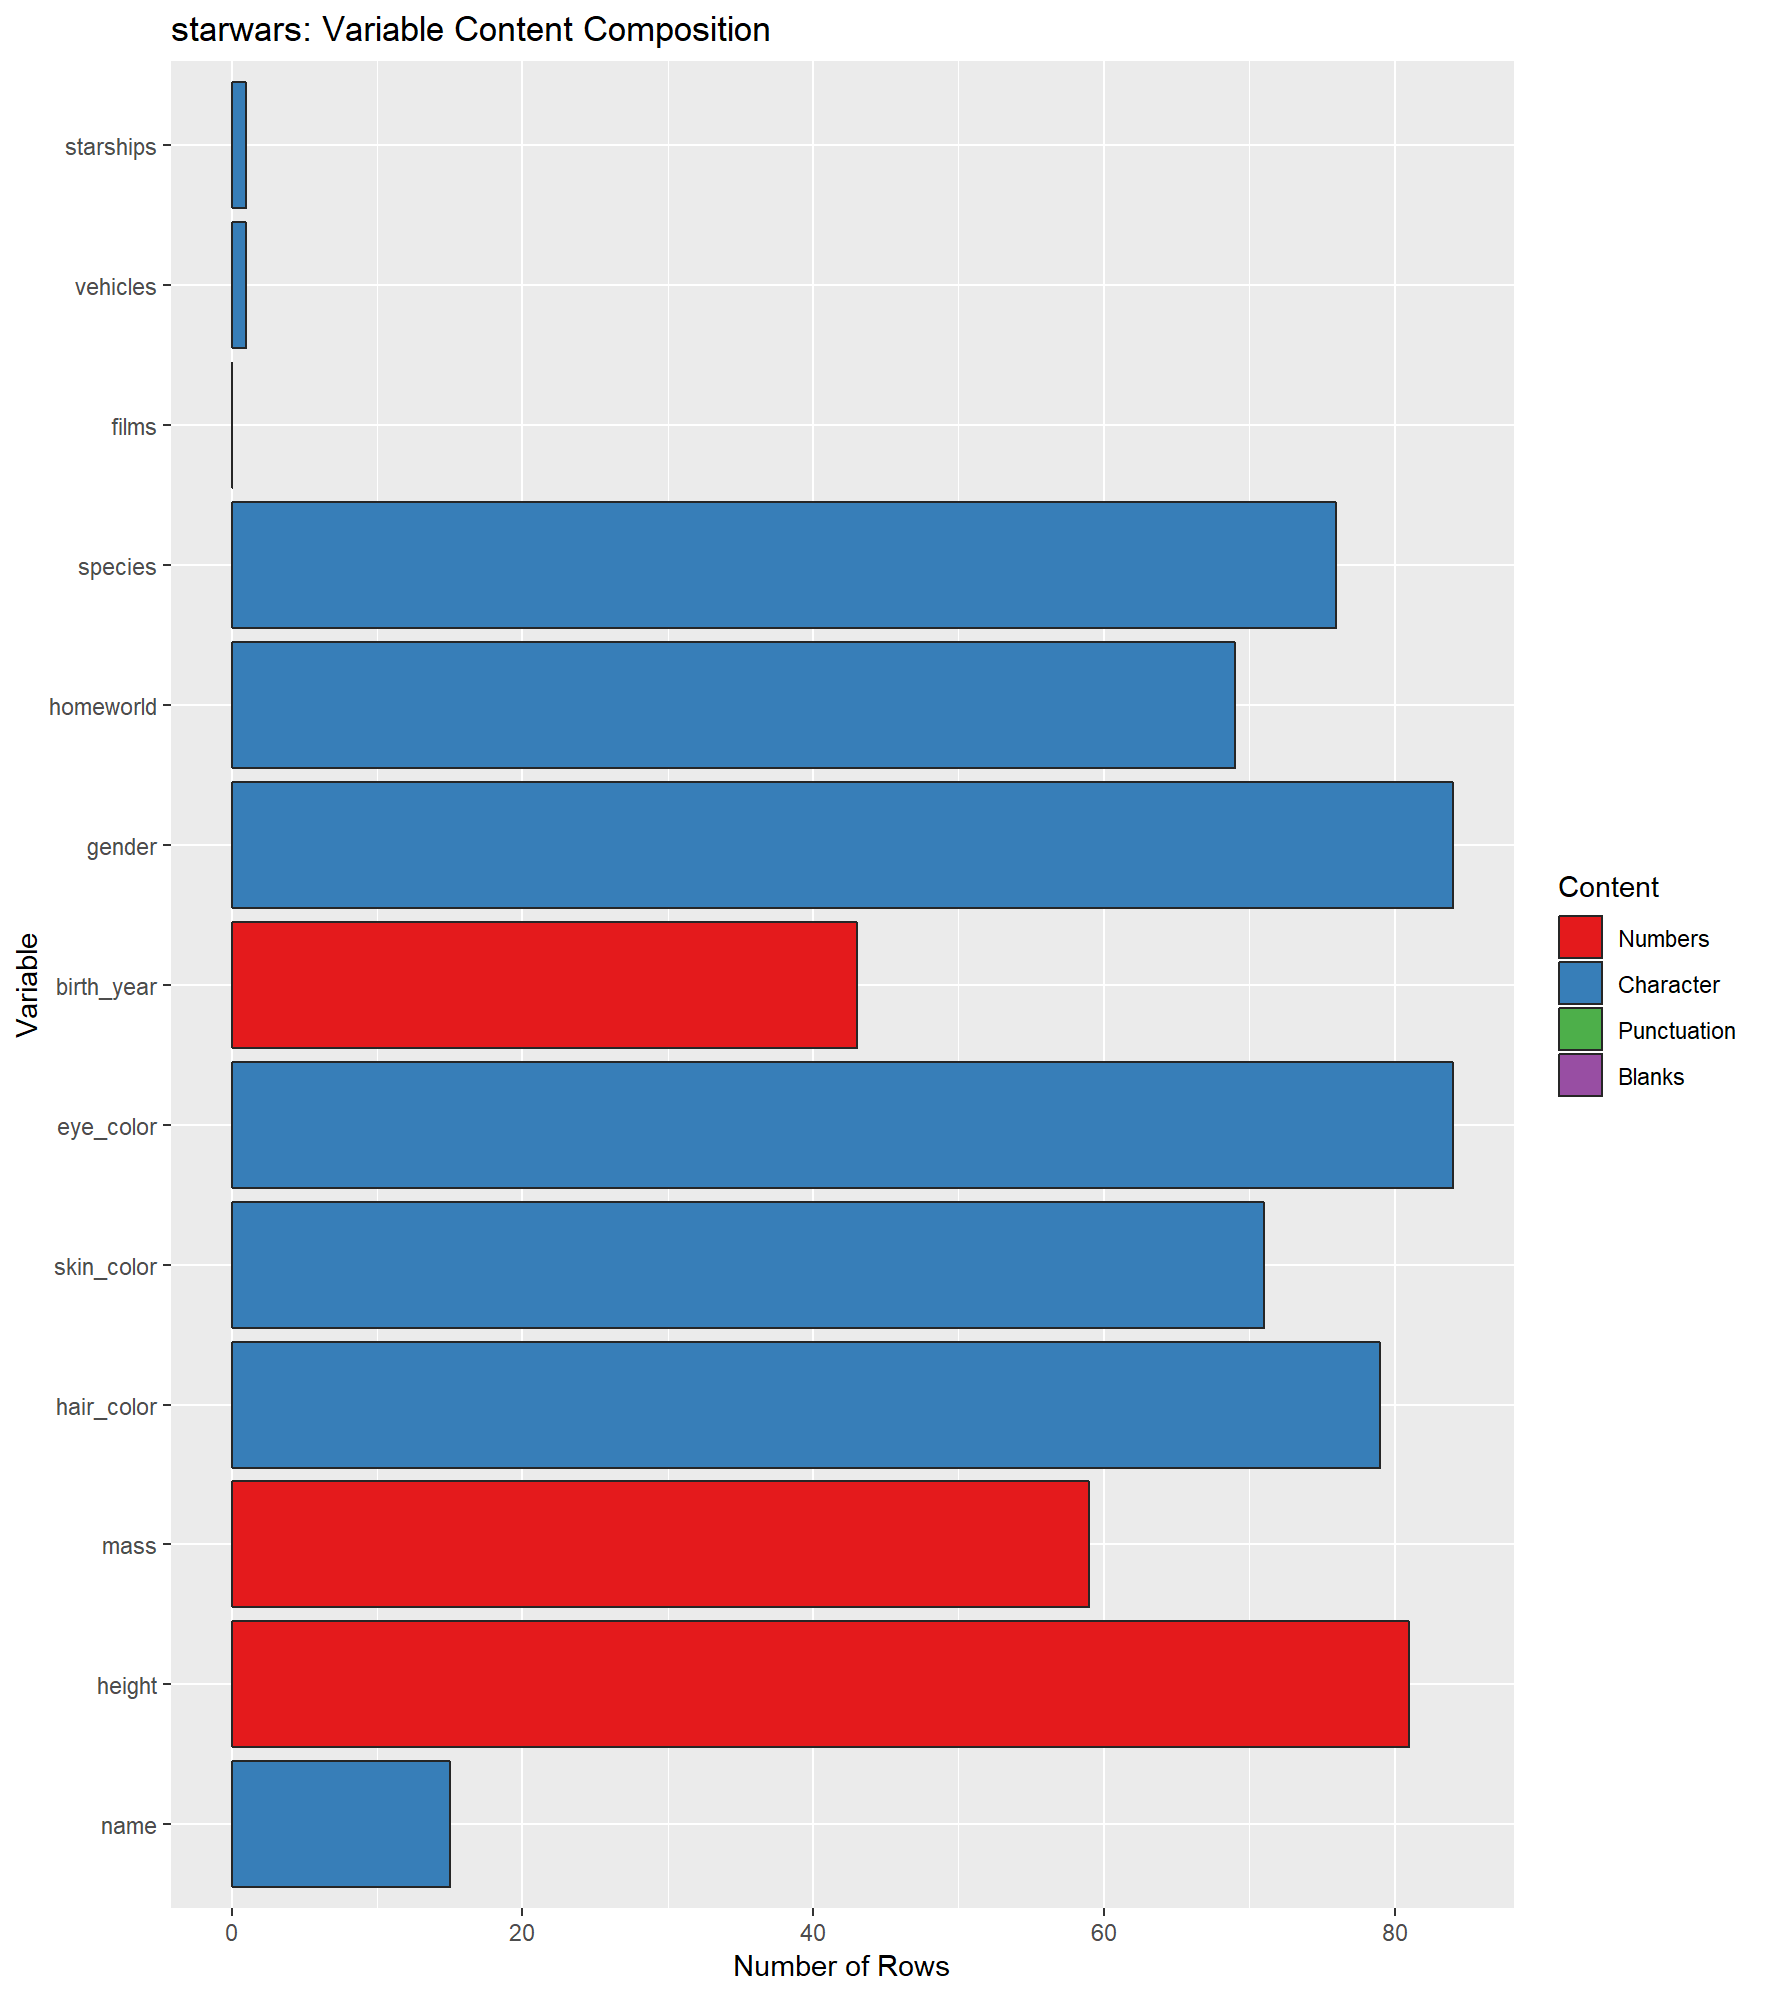 starwars: Variable Content Composition
starships
vehicles
films
species
homeworld
gender
birth_year
eye_color
skin_color
hair_color
mass
height
name
Variable
0 20 40 60 80
Number of Rows
Content
Numbers
Character
Punctuation
Blanks